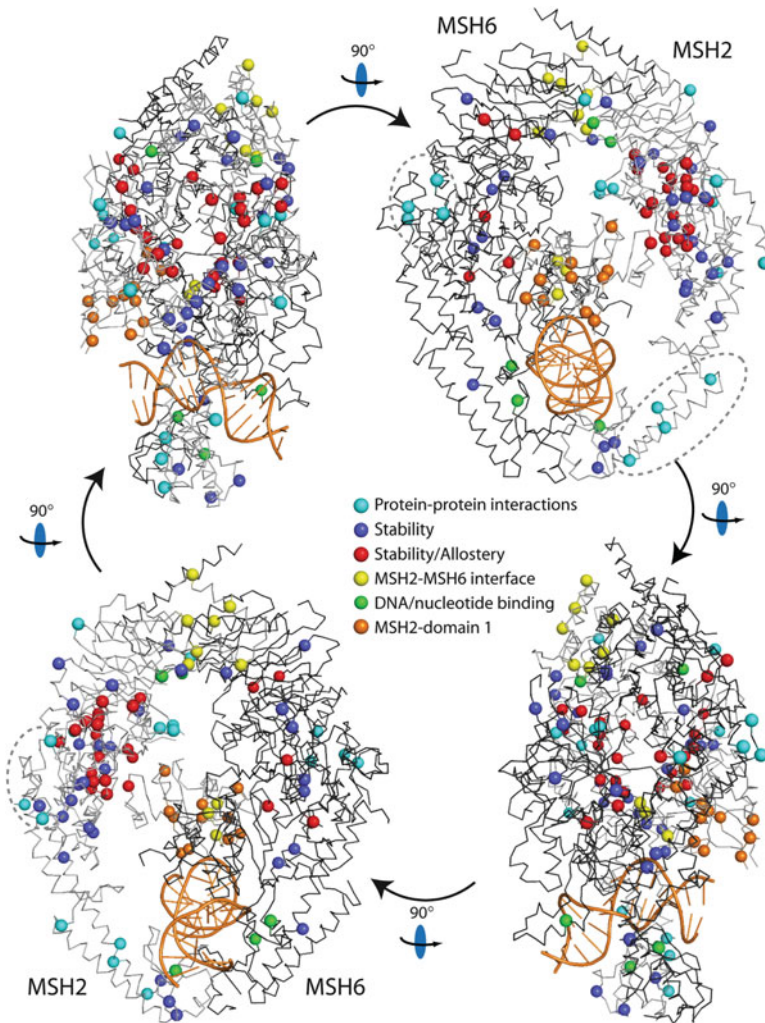 MSH6
MSH2
90°
90°
90°
Protein-protein interactions
Stability
Stability/Allostery
MSH2-MSH6 interface
DNA/nucleotide binding
MSH2-domain 1
90°
MSH2
MSH6